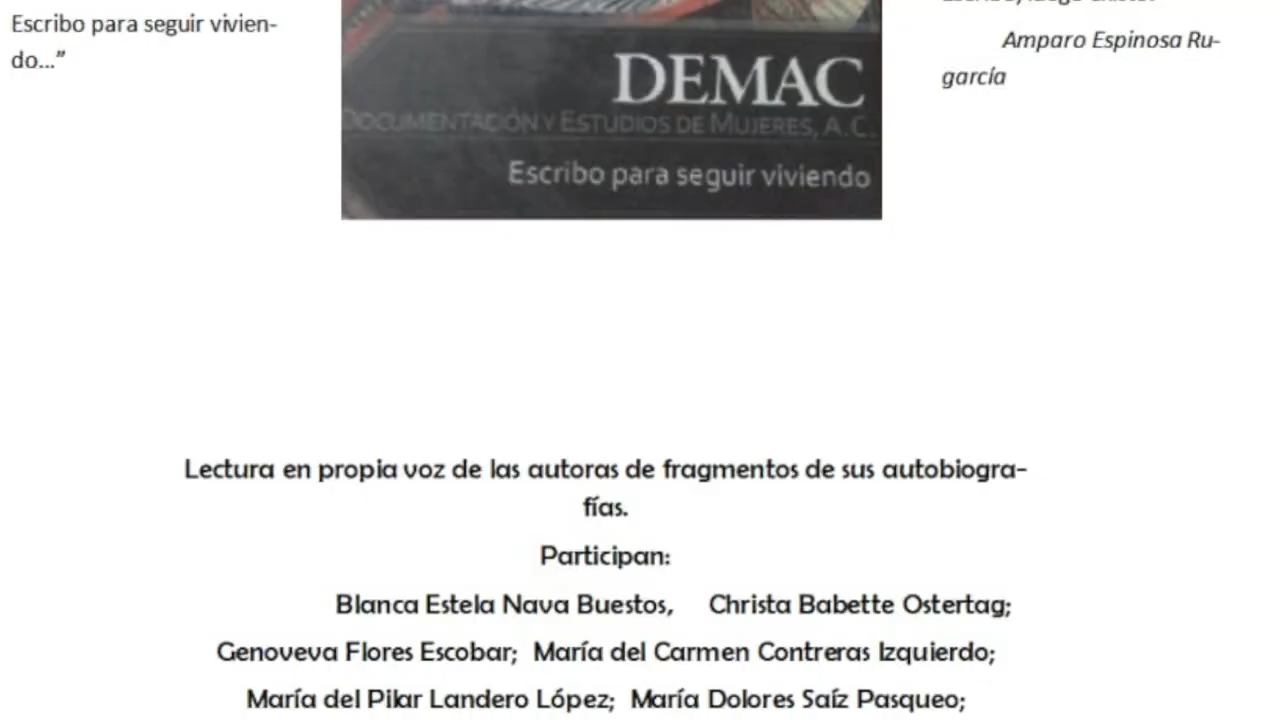 Escribo para seguir vivien-
do..."
DEMAC
DOCUMENTACIÓN Y ESTUDIOS DE MUJERES, A.C.
Escribo para seguir viviendo
Amparo Espinosa Ru-
garcía
Lectura en propia voz de las autoras de fragmentos de sus autobiogra-
fías.
Participan:
Blanca Estela Nava Buestos, Christa Babette Ostertag;
Genoveva Flores Escobar; María del Carmen Contreras Izquierdo;
María del Pilar Landero López; María Dolores Saíz Pasqueo;